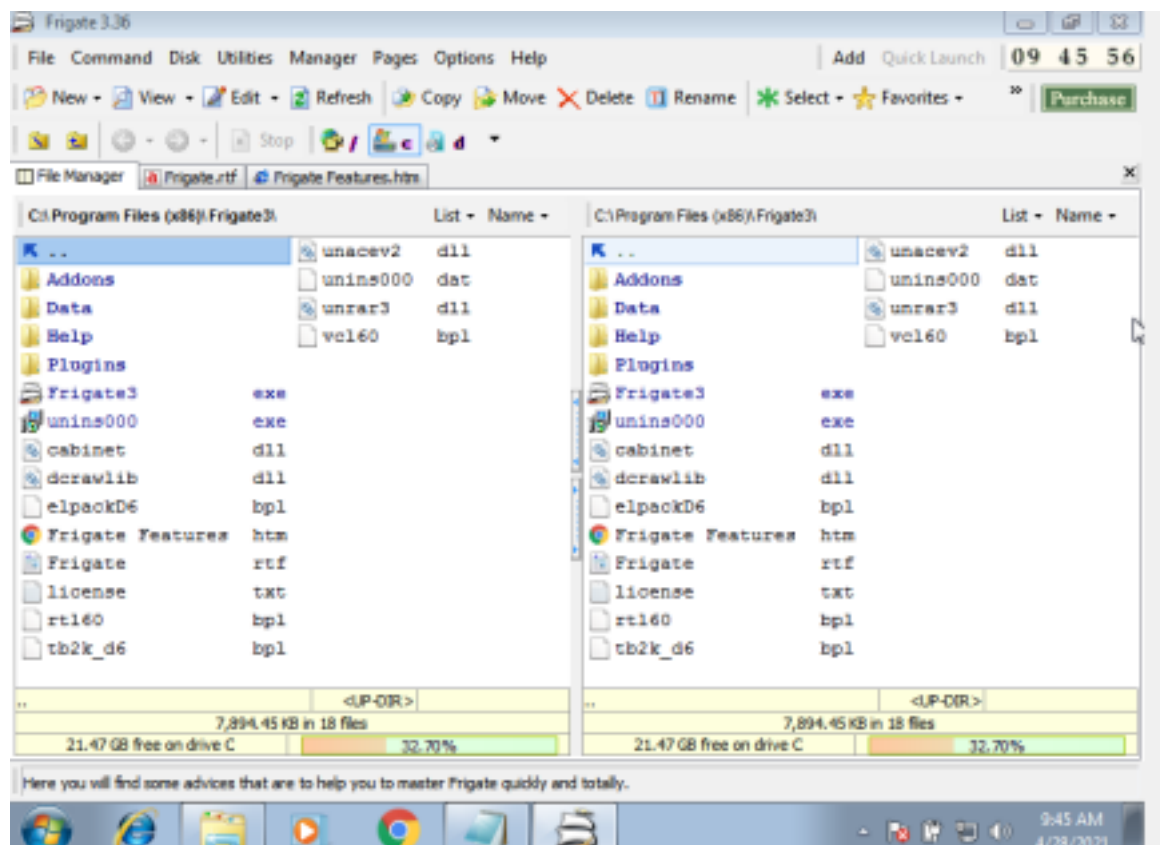 Frigate 3.36
File Command Disk Utilities Manager Pages Options Help Add Quick Launch 09 45 56
New View Edit Refresh Copy Move Delete Rename Select Favorites » Purchase
Stop f c d
File Manager Frigate.rtf Frigate Features.htm
C:\Program Files (x86)\Frigate3\ List Name C:\Program Files (x86)\Frigate3\ List Name
.. unacev2 dll .. unacev2 dll
Addons unins000 dat Addons unins000 dat
Data unrar3 dll Data unrar3 dll
Help vcl60 bpl Help vcl60 bpl
Plugins Plugins
Frigate3 exe Frigate3 exe
unins000 exe unins000 exe
cabinet dll cabinet dll
dcrawlib dll dcrawlib dll
elpackD6 bpl elpackD6 bpl
Frigate Features htm Frigate Features htm
Frigate rtf Frigate rtf
license txt license txt
rtl60 bpl rtl60 bpl
tb2k_d6 bpl tb2k_d6 bpl
.. <UP-DIR> .. <UP-DIR>
7,894.45 KB in 18 files 7,894.45 KB in 18 files
21.47 GB free on drive C 32.70% 21.47 GB free on drive C 32.70%
Here you will find some advices that are to help you to master Frigate quickly and totally.
9:45 AM
4/29/2021